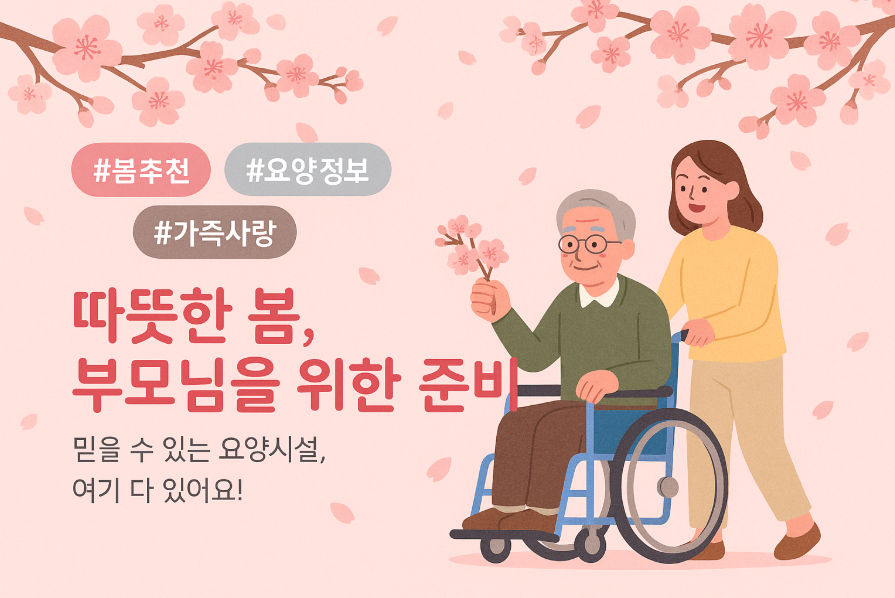 #봄추천 #요양정보
#가족사랑
따뜻한 봄,
부모님을 위한 준비
믿을 수 있는 요양시설,
여기 다 있어요!